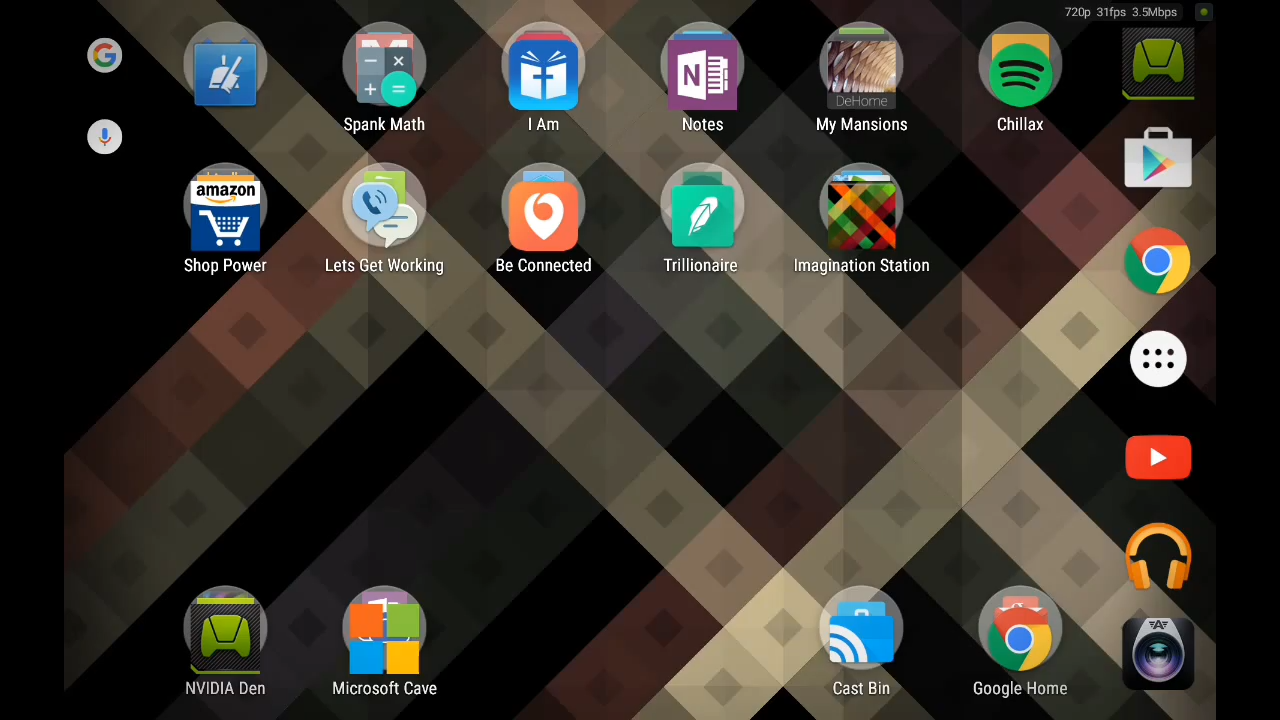 720p 31fps 3.5Mbps
Spank Math
I Am
N
Notes
DeHome
My Mansions
Chillax
amazon
Shop Power
Lets Get Working
Be Connected
Trillionaire
Imagination Station
NVIDIA Den
Microsoft Cave
Cast Bin
Google Home